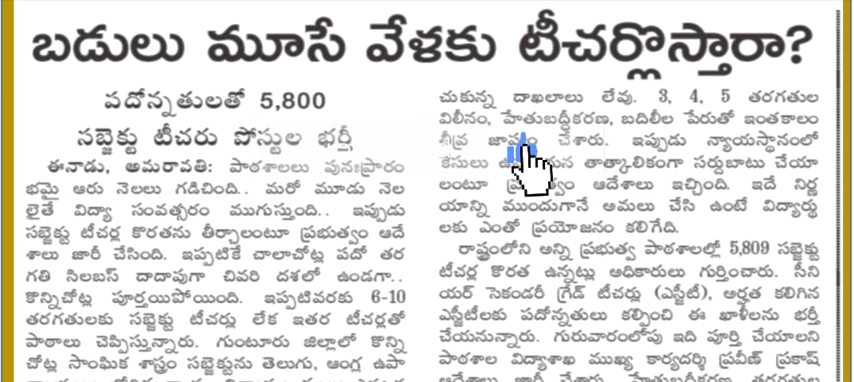 బడులు మూసే వేళకు టీచర్లొస్తారా?
పదోన్నతులతో 5,800
సబ్జెక్టు టీచరు పోస్టుల భర్తీ
ఈనాడు, అమరావతి: పాఠశాలలు పునఃప్రారం
భమై ఆరు నెలలు గడిచింది.. మరో మూడు నెల
లైతే విద్యా సంవత్సరం ముగుస్తుంది.. ఇప్పుడు
సబ్జెక్టు టీచర్ల కొరతను తీర్చాలంటూ ప్రభుత్వం ఆదే
శాలు జారీ చేసింది. ఇప్పటికే చాలాచోట్ల పదో తర
గతి సిలబస్ దాదాపుగా చివరి దశలో ఉండగా..
కొన్నిచోట్ల పూర్తయిపోయింది. ఇప్పటివరకు 6-10
తరగతులకు సబ్జెక్టు టీచర్లు లేక ఇతర టీచర్లతో
పాఠాలు చెప్పిస్తున్నారు. గుంటూరు జిల్లాలో కొన్ని
చోట్ల సాంఘిక శాస్త్రం సబ్జెక్టును తెలుగు, ఆంగ్ల ఉపా
చుకున్న దాఖలాలు లేవు. 3, 4, 5 తరగతుల
విలీనం, హేతుబద్ధీకరణ, బదిలీల పేరుతో ఇంతకాలం
తీవ్ర జాప్యం చేశారు. ఇప్పుడు న్యాయస్థానంలో
కేసులు తాత్కాలికంగా సర్దుబాటు చేయా
లంటూ ఆదేశాలు ఇచ్చింది. ఇదే నిర్ణ
యాన్ని ముందుగానే అమలు చేసి ఉంటే విద్యార్థు
లకు ఎంతో ప్రయోజనం కలిగేది.
రాష్ట్రంలోని అన్ని ప్రభుత్వ పాఠశాలల్లో 5,809 సబ్జెక్టు
టీచర్ల కొరత ఉన్నట్లు అధికారులు గుర్తించారు. సీని
యర్ సెకండరీ గ్రేడ్ టీచర్లు (ఎస్జీటీ), అర్హత కలిగిన
ఎస్జీటీలకు పదోన్నతులు కల్పించి ఈ ఖాళీలను భర్తీ
చేయనున్నారు. గురువారంలోపు ఇది పూర్తి చేయాలని
పాఠశాల విద్యాశాఖ ముఖ్య కార్యదర్శి ప్రవీణ్ ప్రకాష్
ఆదేశాలు జారీ చేశారు. హేతుబద్ధీకరణ, తరగతుల